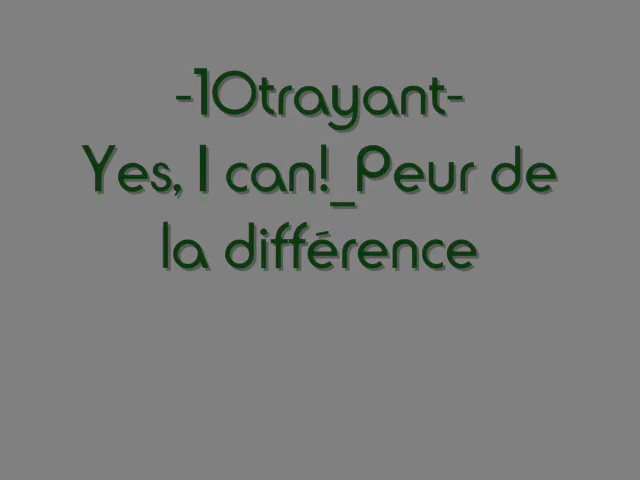 -10trayant-
Yes, I can!_Peur de
la différence